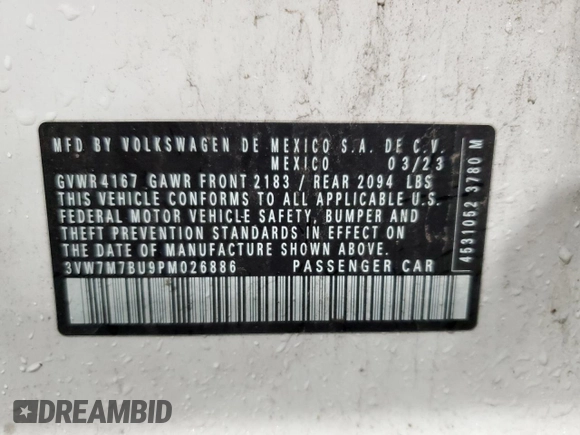 MFD BY VOLKSWAGEN DE MEXICO S.A. DE C.V.
MEXICO 03/23
GVWR 4167 GAWR FRONT 2183 / REAR 2094 LBS
THIS VEHICLE CONFORMS TO ALL APPLICABLE U.S.
FEDERAL MOTOR VEHICLE SAFETY, BUMPER AND
THEFT PREVENTION STANDARDS IN EFFECT ON
THE DATE OF MANUFACTURE SHOWN ABOVE.
3VW7M7BU9PM026886 PASSENGER CAR
4531052 3780 M
DREAMBID